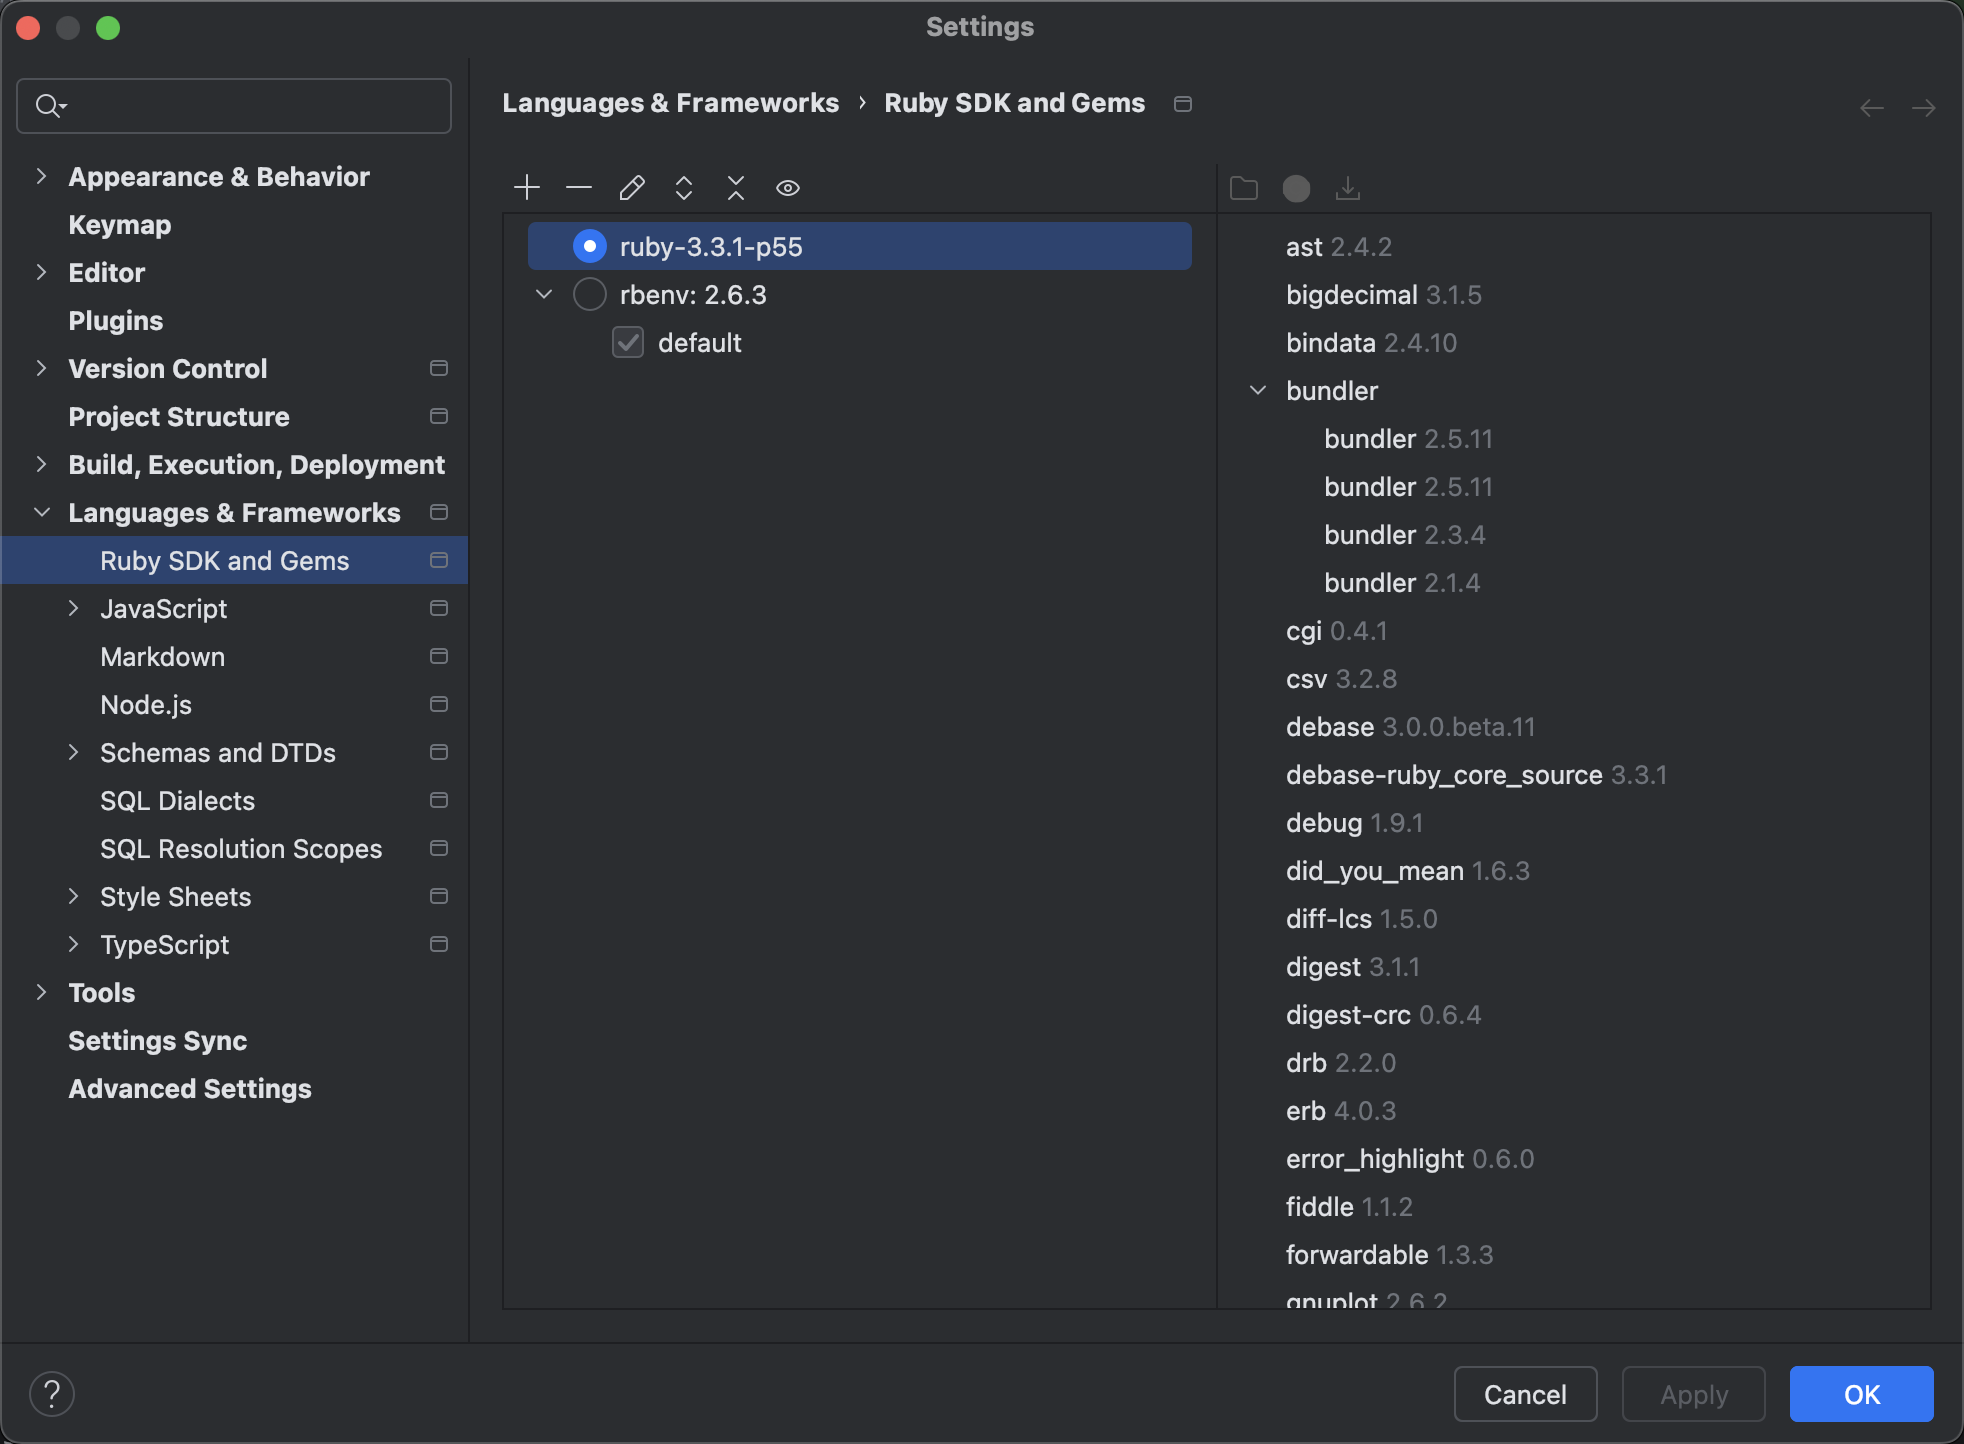 Settings
Appearance & Behavior
Keymap
Editor
Plugins
Version Control
Project Structure
Build, Execution, Deployment
Languages & Frameworks
Ruby SDK and Gems
JavaScript
Markdown
Node.js
Schemas and DTDs
SQL Dialects
SQL Resolution Scopes
Style Sheets
TypeScript
Tools
Settings Sync
Advanced Settings
Languages & Frameworks › Ruby SDK and Gems
ruby-3.3.1-p55
rbenv: 2.6.3
default
ast 2.4.2
bigdecimal 3.1.5
bindata 2.4.10
bundler
bundler 2.5.11
bundler 2.5.11
bundler 2.3.4
bundler 2.1.4
cgi 0.4.1
csv 3.2.8
debase 3.0.0.beta.11
debase-ruby_core_source 3.3.1
debug 1.9.1
did_you_mean 1.6.3
diff-lcs 1.5.0
digest 3.1.1
digest-crc 0.6.4
drb 2.2.0
erb 4.0.3
error_highlight 0.6.0
fiddle 1.1.2
forwardable 1.3.3
gnuplot 2.6.2
?
Cancel
Apply
OK